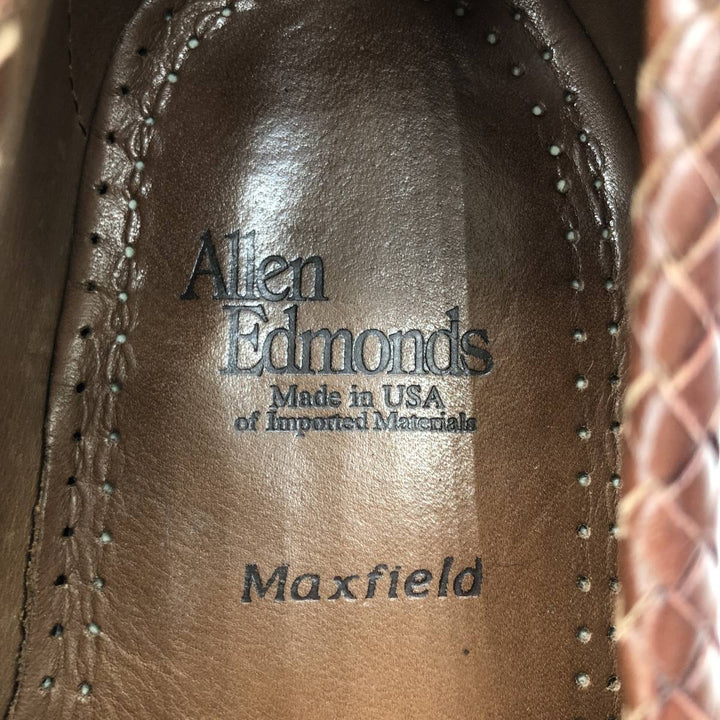 Allen
Edmonds
Made in USA
of Imported Materials
Maxfield